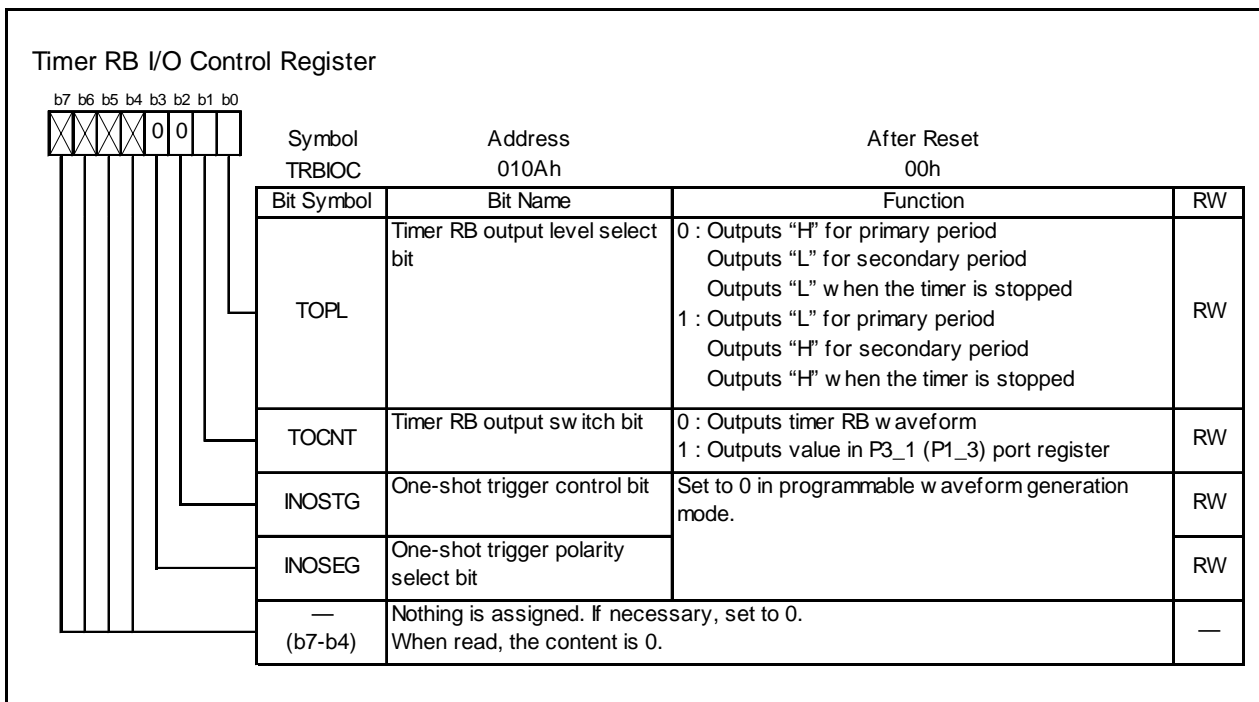 Timer RB I/O Control Register
b7 b6 b5 b4 b3 b2 b1 b0
0 0
Symbol Address After Reset
TRBIOC 010Ah 00h
Bit Symbol Bit Name Function RW
TOPL
Timer RB output level select
bit
0 : Outputs “H” for primary period
Outputs “L” for secondary period
Outputs “L” when the timer is stopped
1 : Outputs “L” for primary period
Outputs “H” for secondary period
Outputs “H” when the timer is stopped
RW
TOCNT
Timer RB output switch bit
0 : Outputs timer RB waveform
1 : Outputs value in P3_1 (P1_3) port register
RW
INOSTG
One-shot trigger control bit
Set to 0 in programmable waveform generation
mode.
RW
INOSEG
One-shot trigger polarity
select bit
RW
—
(b7-b4)
Nothing is assigned. If necessary, set to 0.
When read, the content is 0.
—